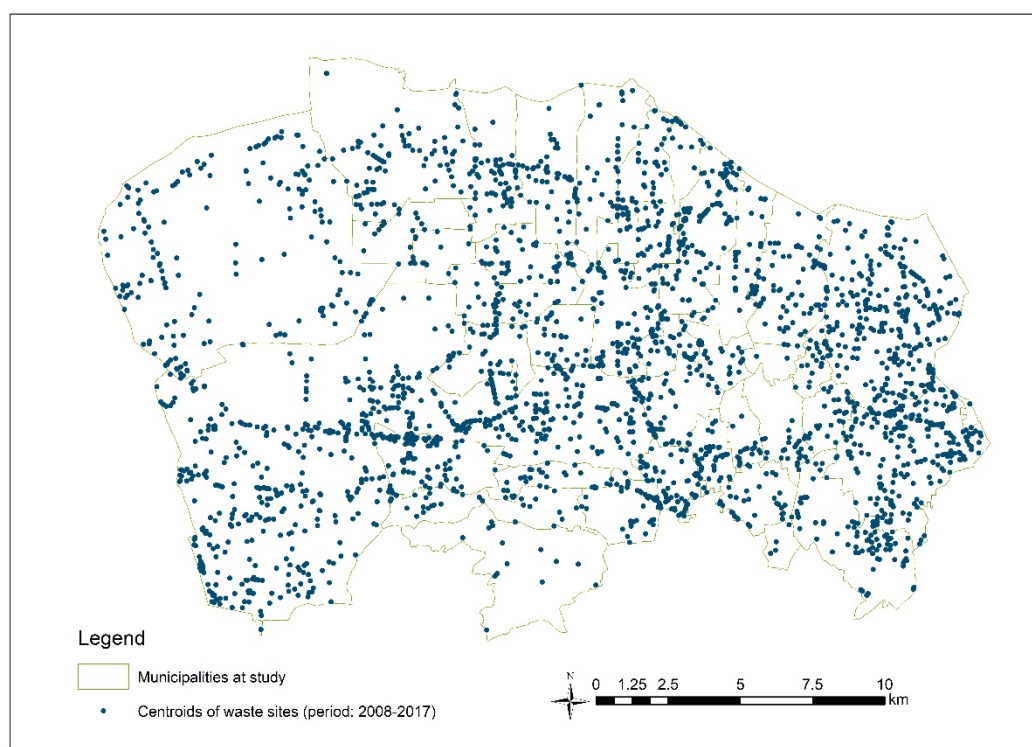 Legend
Municipalities at study
Centroids of waste sites (period: 2008-2017)
N
0 1.25 2.5 5 7.5 10
km